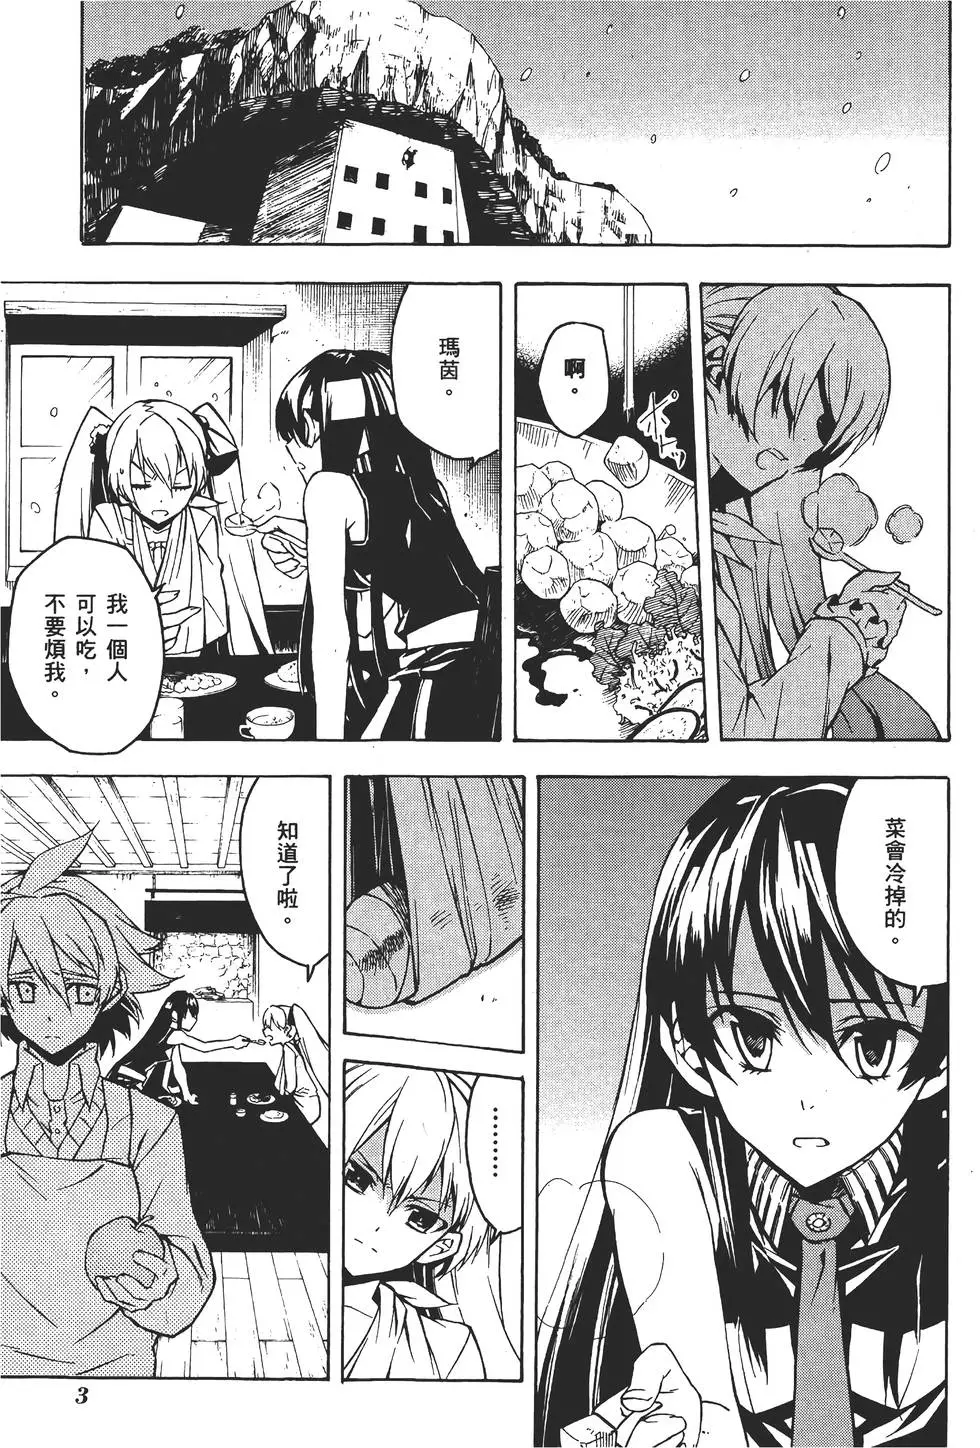 啊。
瑪茵。
我一個人
可以吃，
不要煩我。
菜會冷掉的。
………
知道了啦。
3